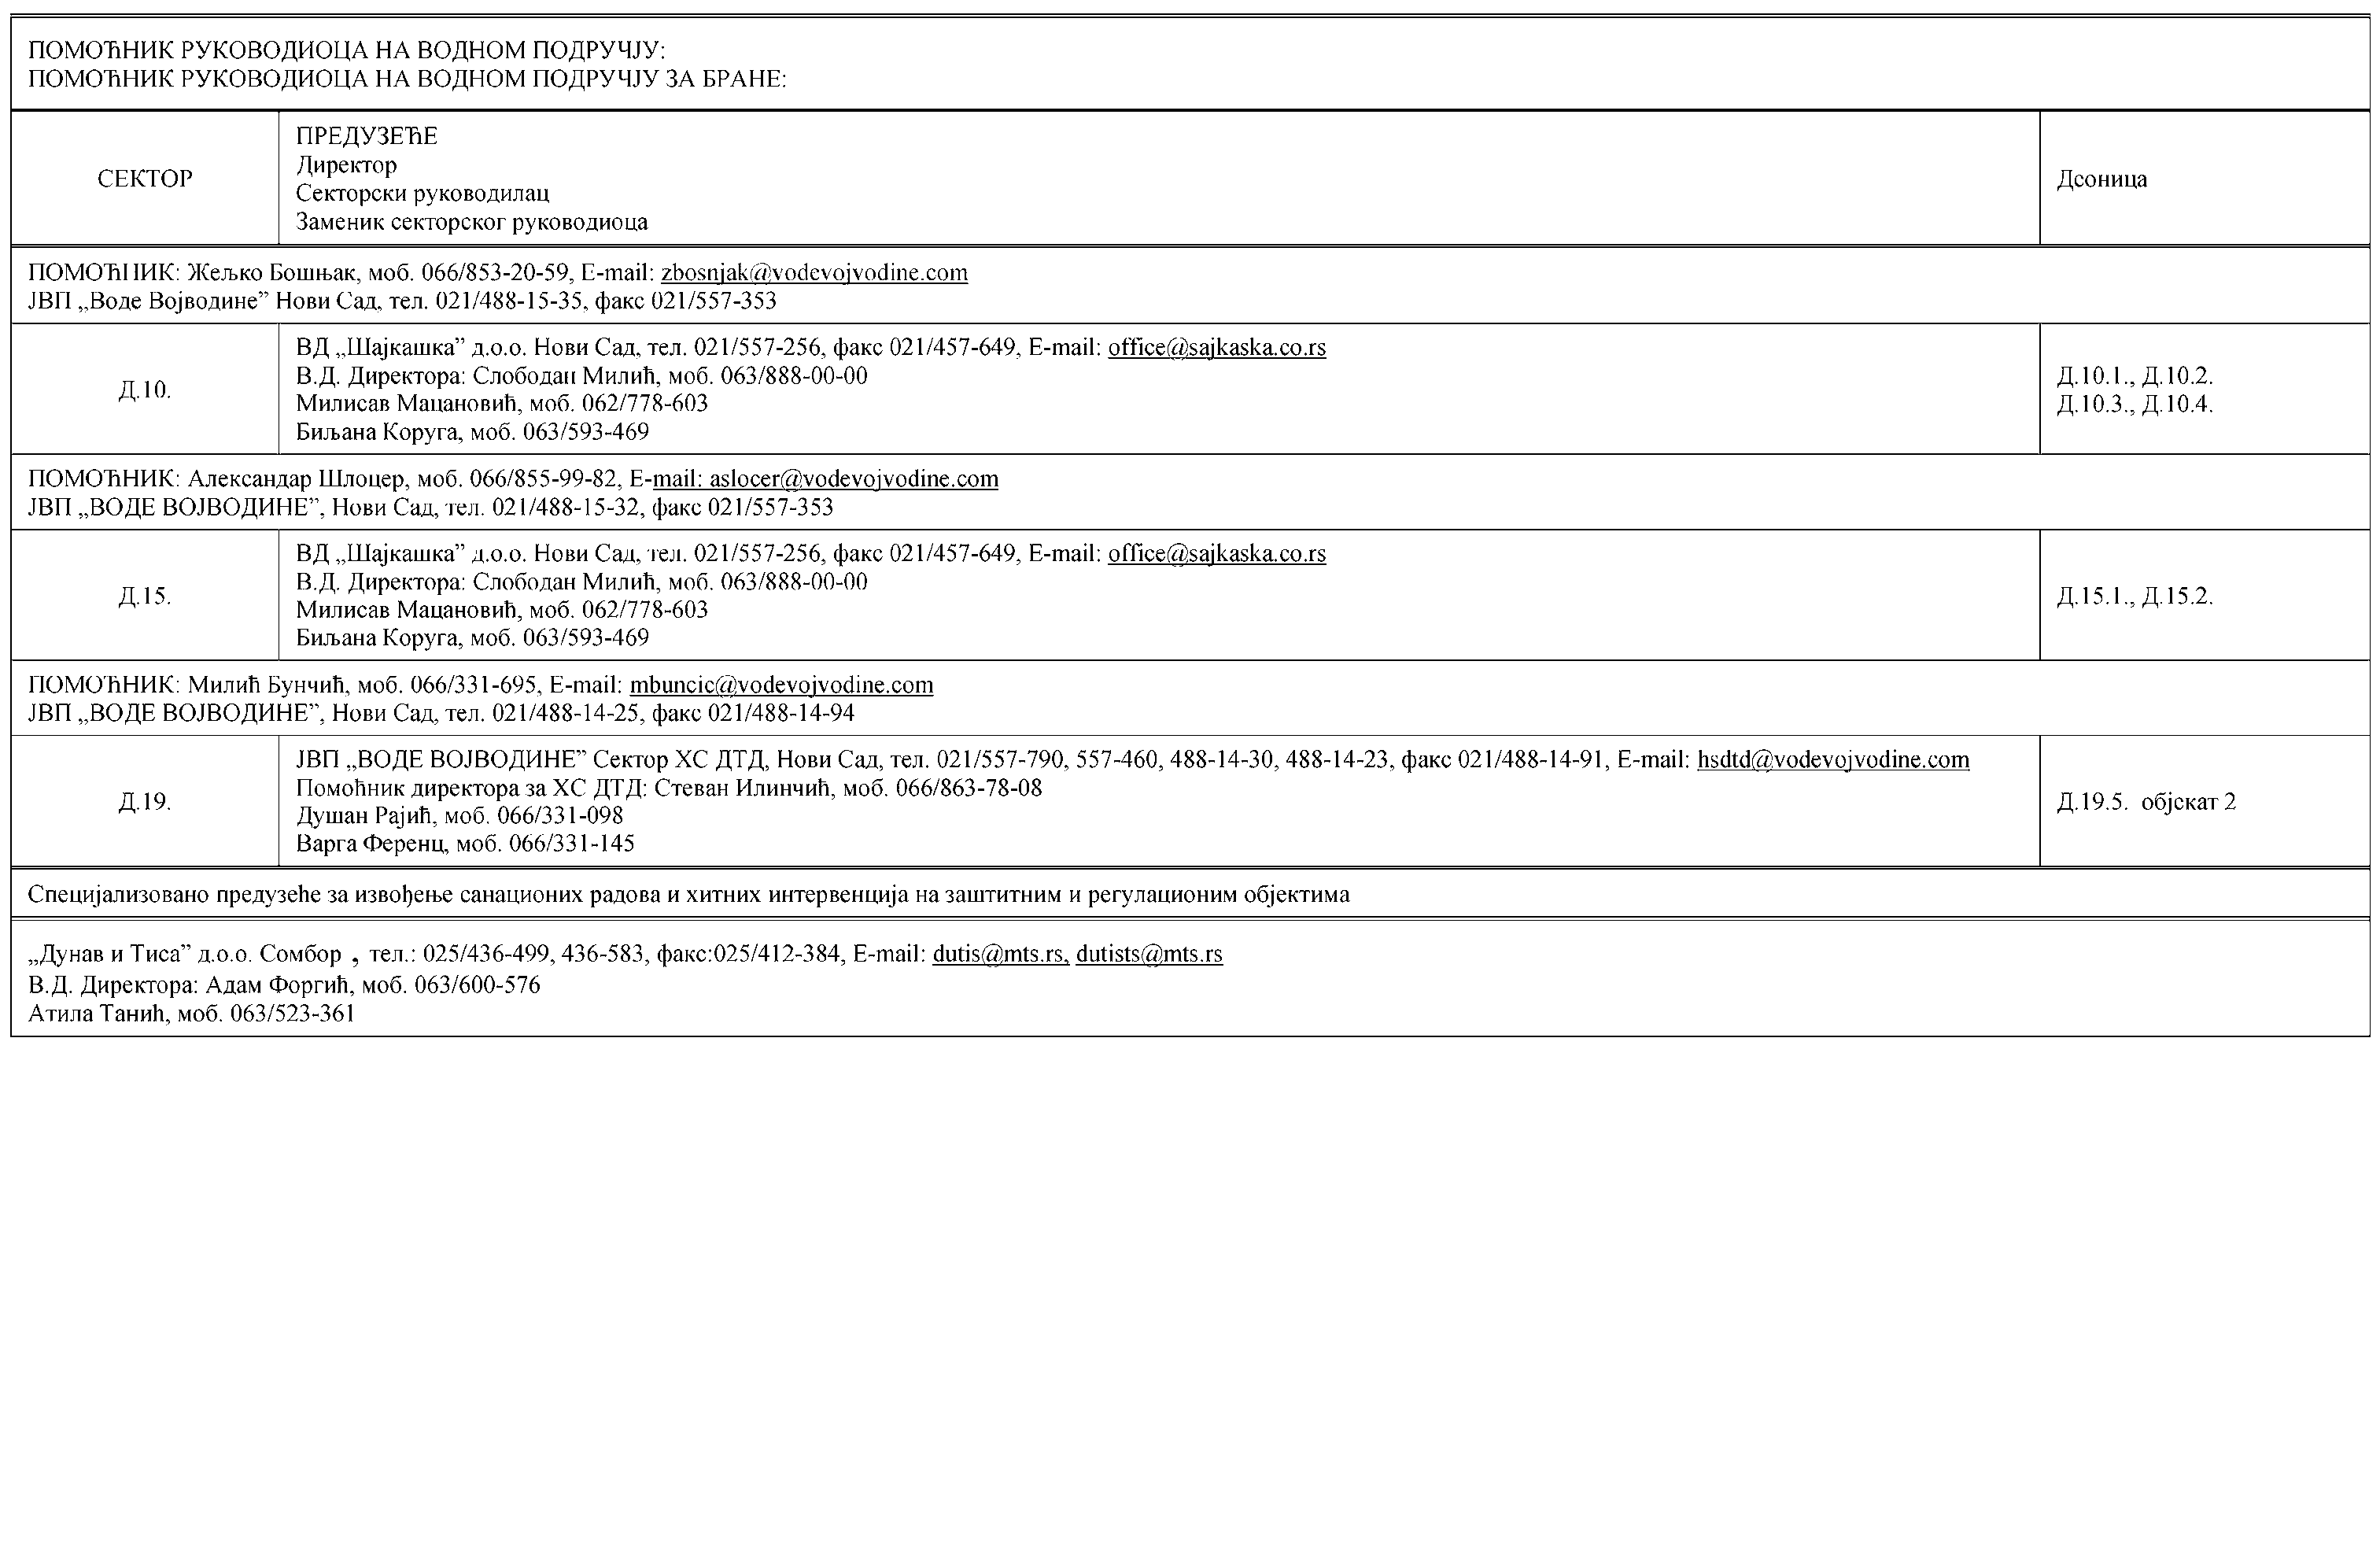 ПОМОЋНИК РУКОВОДИОЦА НА ВОДНОМ ПОДРУЧЈУ:
ПОМОЋНИК РУКОВОДИОЦА НА ВОДНОМ ПОДРУЧЈУ ЗА БРАНЕ:
СЕКТОР
ПРЕДУЗЕЋЕ
Директор
Секторски руководилац
Заменик секторског руководиоца
Деоница
ПОМОЋНИК: Жељко Бошњак, моб. 066/853-20-59, E-mail: zbosnjak@vodevojvodine.com
ЈВП „Воде Војводине” Нови Сад, тел. 021/488-15-35, факс 021/557-353
Д.10.
ВД „Шајкашка” д.о.о. Нови Сад, тел. 021/557-256, факс 021/457-649, E-mail: office@sajkaska.co.rs
В.Д. Директора: Слободан Милић, моб. 063/888-00-00
Милисав Мацановић, моб. 062/778-603
Биљана Коруга, моб. 063/593-469
Д.10.1., Д.10.2.
Д.10.3., Д.10.4.
ПОМОЋНИК: Александар Шлоцер, моб. 066/855-99-82, E-mail: aslocer@vodevojvodine.com
ЈВП „ВОДЕ ВОЈВОДИНЕ”, Нови Сад, тел. 021/488-15-32, факс 021/557-353
Д.15.
ВД „Шајкашка” д.о.о. Нови Сад, тел. 021/557-256, факс 021/457-649, E-mail: office@sajkaska.co.rs
В.Д. Директора: Слободан Милић, моб. 063/888-00-00
Милисав Мацановић, моб. 062/778-603
Биљана Коруга, моб. 063/593-469
Д.15.1., Д.15.2.
ПОМОЋНИК: Милић Бунчић, моб. 066/331-695, E-mail: mbuncic@vodevojvodine.com
ЈВП „ВОДЕ ВОЈВОДИНЕ”, Нови Сад, тел. 021/488-14-25, факс 021/488-14-94
Д.19.
ЈВП „ВОДЕ ВОЈВОДИНЕ” Сектор ХС ДТД, Нови Сад, тел. 021/557-790, 557-460, 488-14-30, 488-14-23, факс 021/488-14-91, E-mail: hsdtd@vodevojvodine.com
Помоћник директора за ХС ДТД: Стеван Илинчић, моб. 066/863-78-08
Душан Рајић, моб. 066/331-098
Варга Ференц, моб. 066/331-145
Д.19.5. објекат 2
Специјализовано предузеће за извођење санационих радова и хитних интервенција на заштитним и регулационим објектима
„Дунав и Тиса” д.о.о. Сомбор , тел.: 025/436-499, 436-583, факс:025/412-384, E-mail: dutis@mts.rs, dutists@mts.rs
В.Д. Директора: Адам Форгић, моб. 063/600-576
Атила Танић, моб. 063/523-361